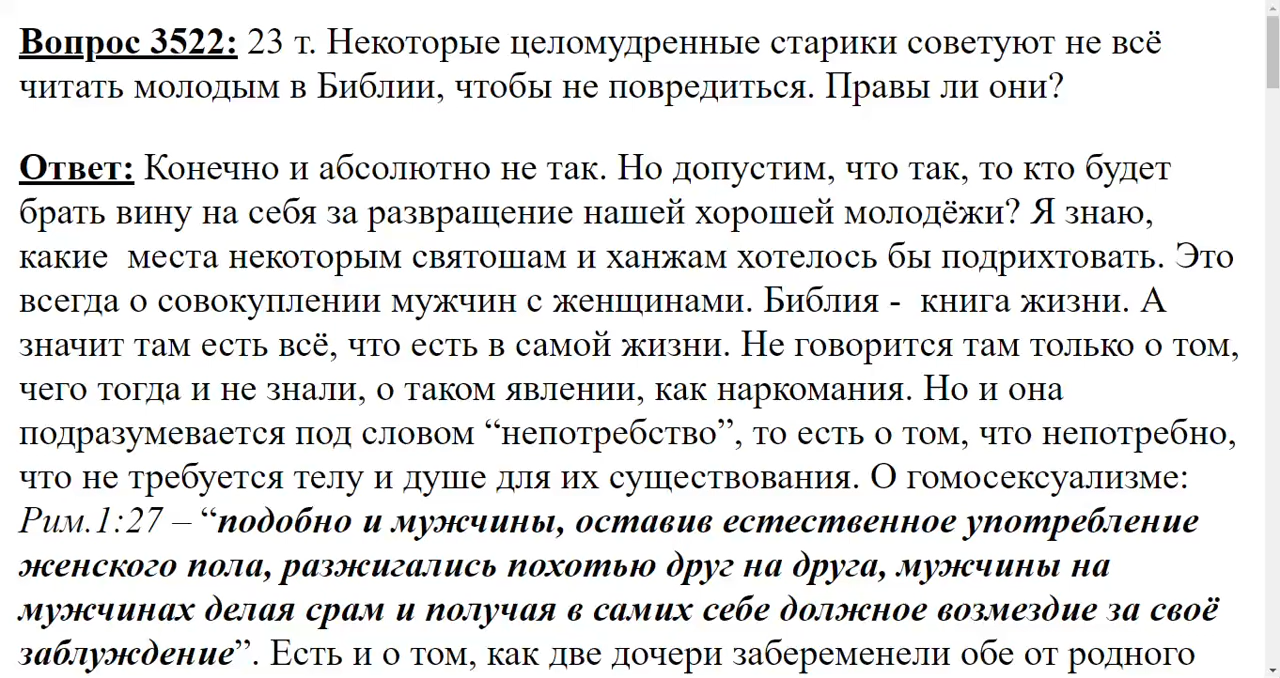 Вопрос 3522: 23 т. Некоторые целомудренные старики советуют не всё
читать молодым в Библии, чтобы не повредиться. Правы ли они?
Ответ: Конечно и абсолютно не так. Но допустим, что так, то кто будет
брать вину на себя за развращение нашей хорошей молодёжи? Я знаю,
какие  места некоторым святошам и ханжам хотелось бы подрихтовать. Это
всегда о совокуплении мужчин с женщинами. Библия -  книга жизни. А
значит там есть всё, что есть в самой жизни. Не говорится там только о том,
чего тогда и не знали, о таком явлении, как наркомания. Но и она
подразумевается под словом “непотребство”, то есть о том, что непотребно,
что не требуется телу и душе для их существования. О гомосексуализме:
Рим.1:27 – “подобно и мужчины, оставив естественное употребление
женского пола, разжигались похотью друг на друга, мужчины на
мужчинах делая срам и получая в самих себе должное возмездие за своё
заблуждение”. Есть и о том, как две дочери забеременели обе от родного